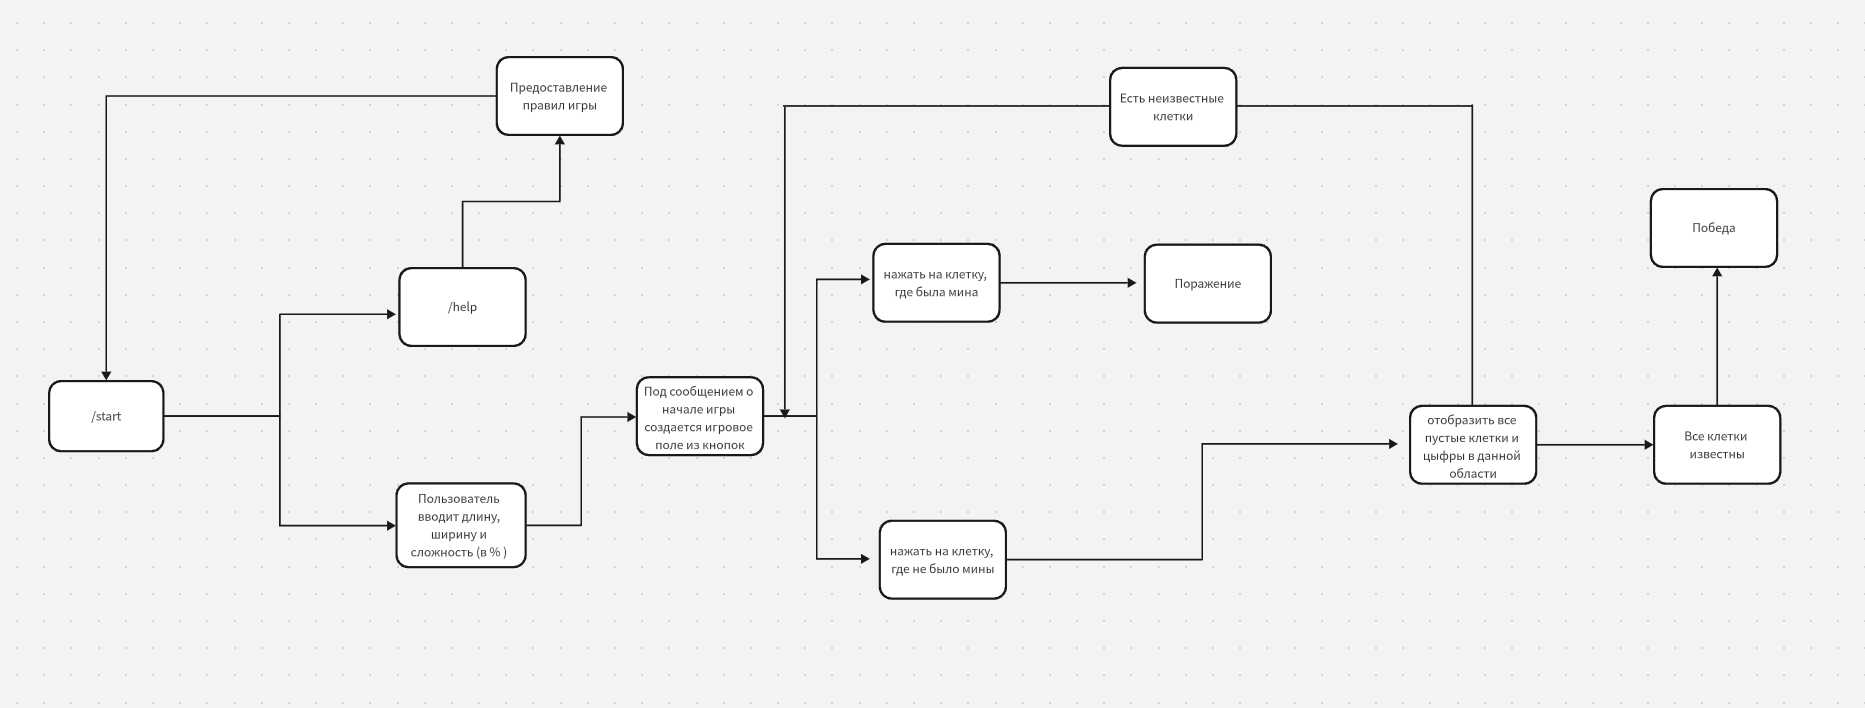 Предоставление
правил игры
Есть неизвестные
клетки
Победа
нажать на клетку,
где была мина
Поражение
/help
/start
Под сообщением о
начале игры
создается игровое
поле из кнопок
отобразить все
пустые клетки и
цыфры в данной
области
Все клетки
известны
Пользователь
вводит длину,
ширину и
сложность (в % )
нажать на клетку,
где не было мины